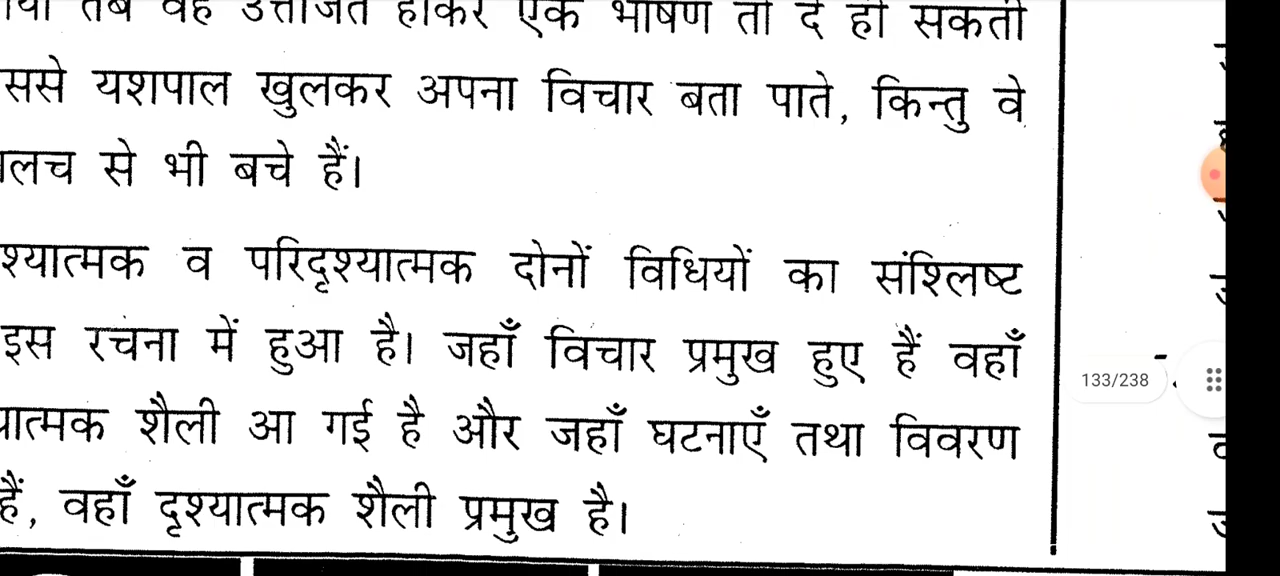 तब वह उत्तेजित होकर एक भाषण तो दे ही सकती
ससे यशपाल खुलकर अपना विचार बता पाते, किन्तु वे
लच से भी बचे हैं।
श्यात्मक व परिदृश्यात्मक दोनों विधियों का संश्लिष्ट
इस रचना में हुआ है। जहाँ विचार प्रमुख हुए हैं वहाँ
यात्मक शैली आ गई है और जहाँ घटनाएँ तथा विवरण
हैं, वहाँ दृश्यात्मक शैली प्रमुख है।
133/238